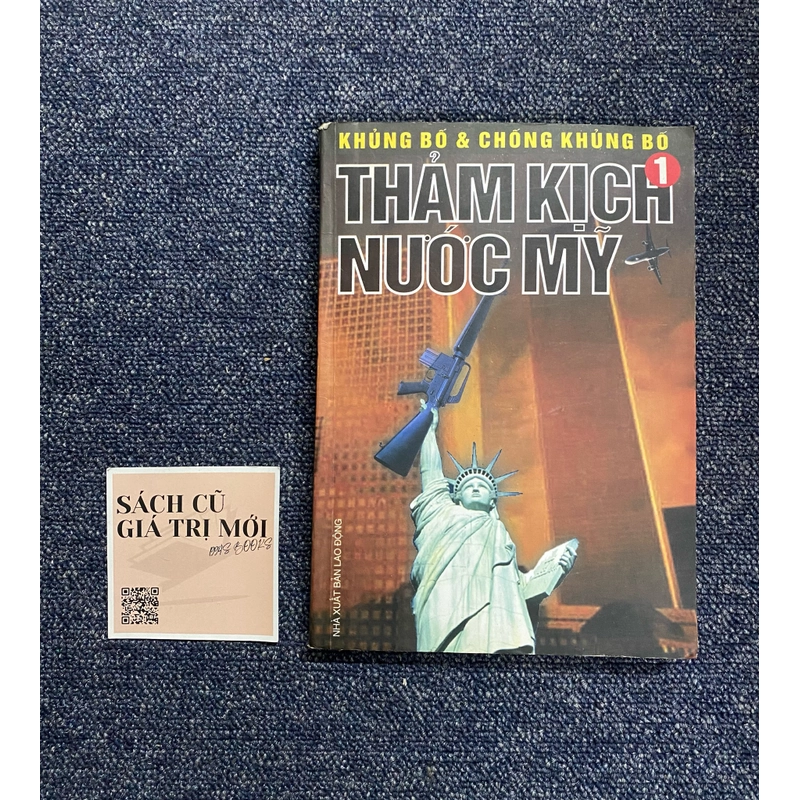 KHỦNG BỐ & CHỐNG KHỦNG BỐ
1
THẢM KỊCH
NƯỚC MỸ
NHÀ XUẤT BẢN LAO ĐỘNG
SÁCH CŨ
GIÁ TRỊ MỚI
BOOKS